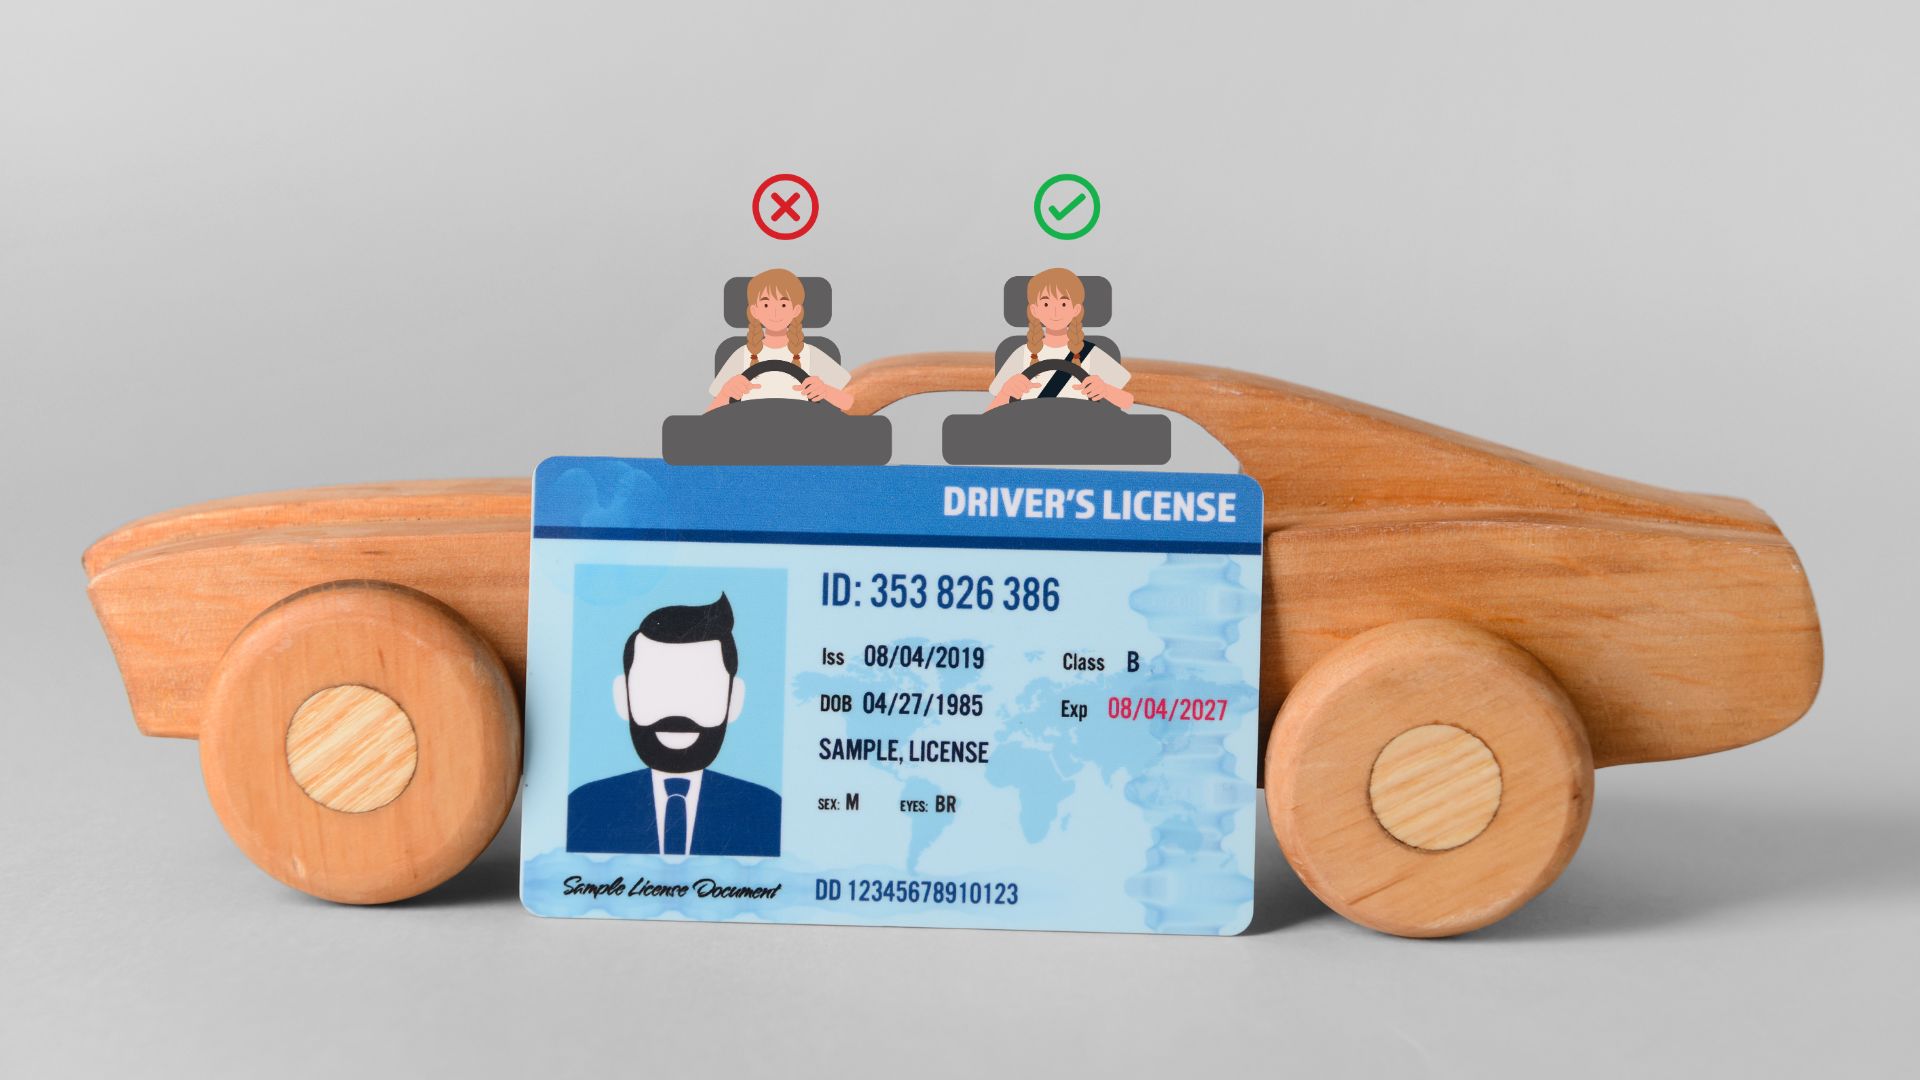 DRIVER'S LICENSE
ID: 353 826 386
Iss 08/04/2019 Class B
DOB 04/27/1985 Exp 08/04/2027
SAMPLE, LICENSE
SEX: M EYES: BR
Sample License Document DD 12345678910123